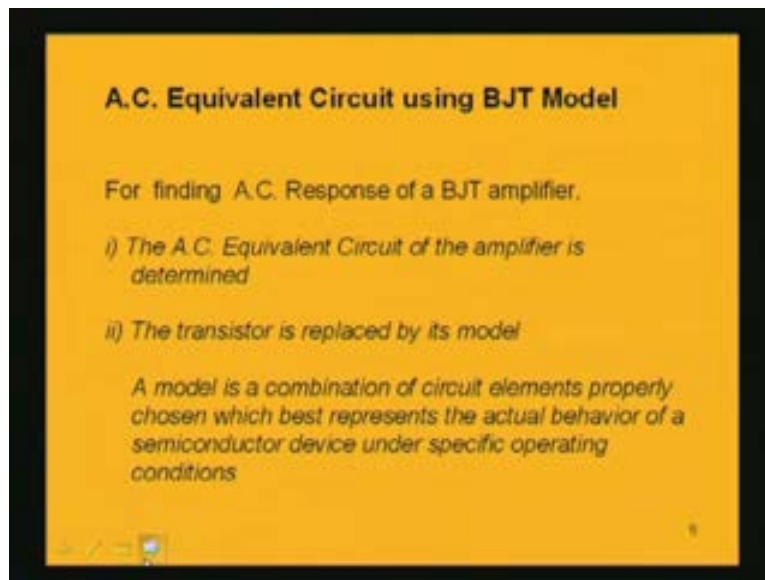 A.C. Equivalent Circuit using BJT Model
For finding A.C. Response of a BJT amplifier,
i) The A.C. Equivalent Circuit of the amplifier is
determined
ii) The transistor is replaced by its model
A model is a combination of circuit elements properly
chosen which best represents the actual behavior of a
semiconductor device under specific operating
conditions